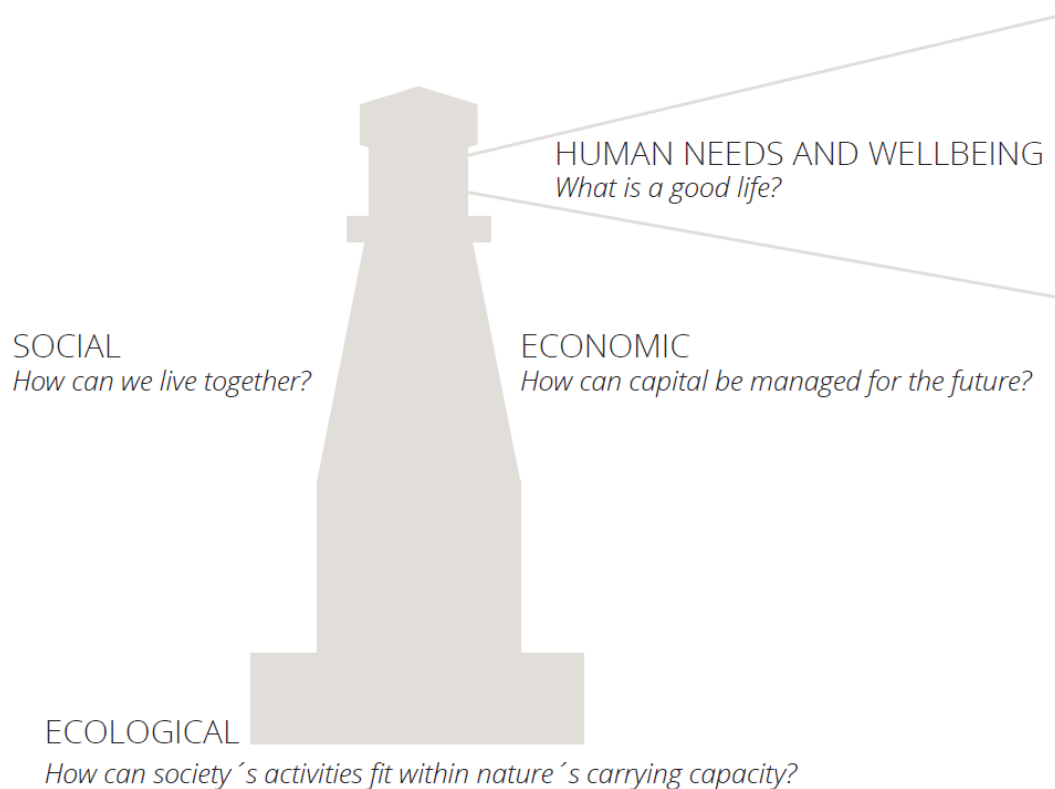 HUMAN NEEDS AND WELLBEING
What is a good life?
SOCIAL
How can we live together?
ECONOMIC
How can capital be managed for the future?
ECOLOGICAL
How can society´s activities fit within nature´s carrying capacity?